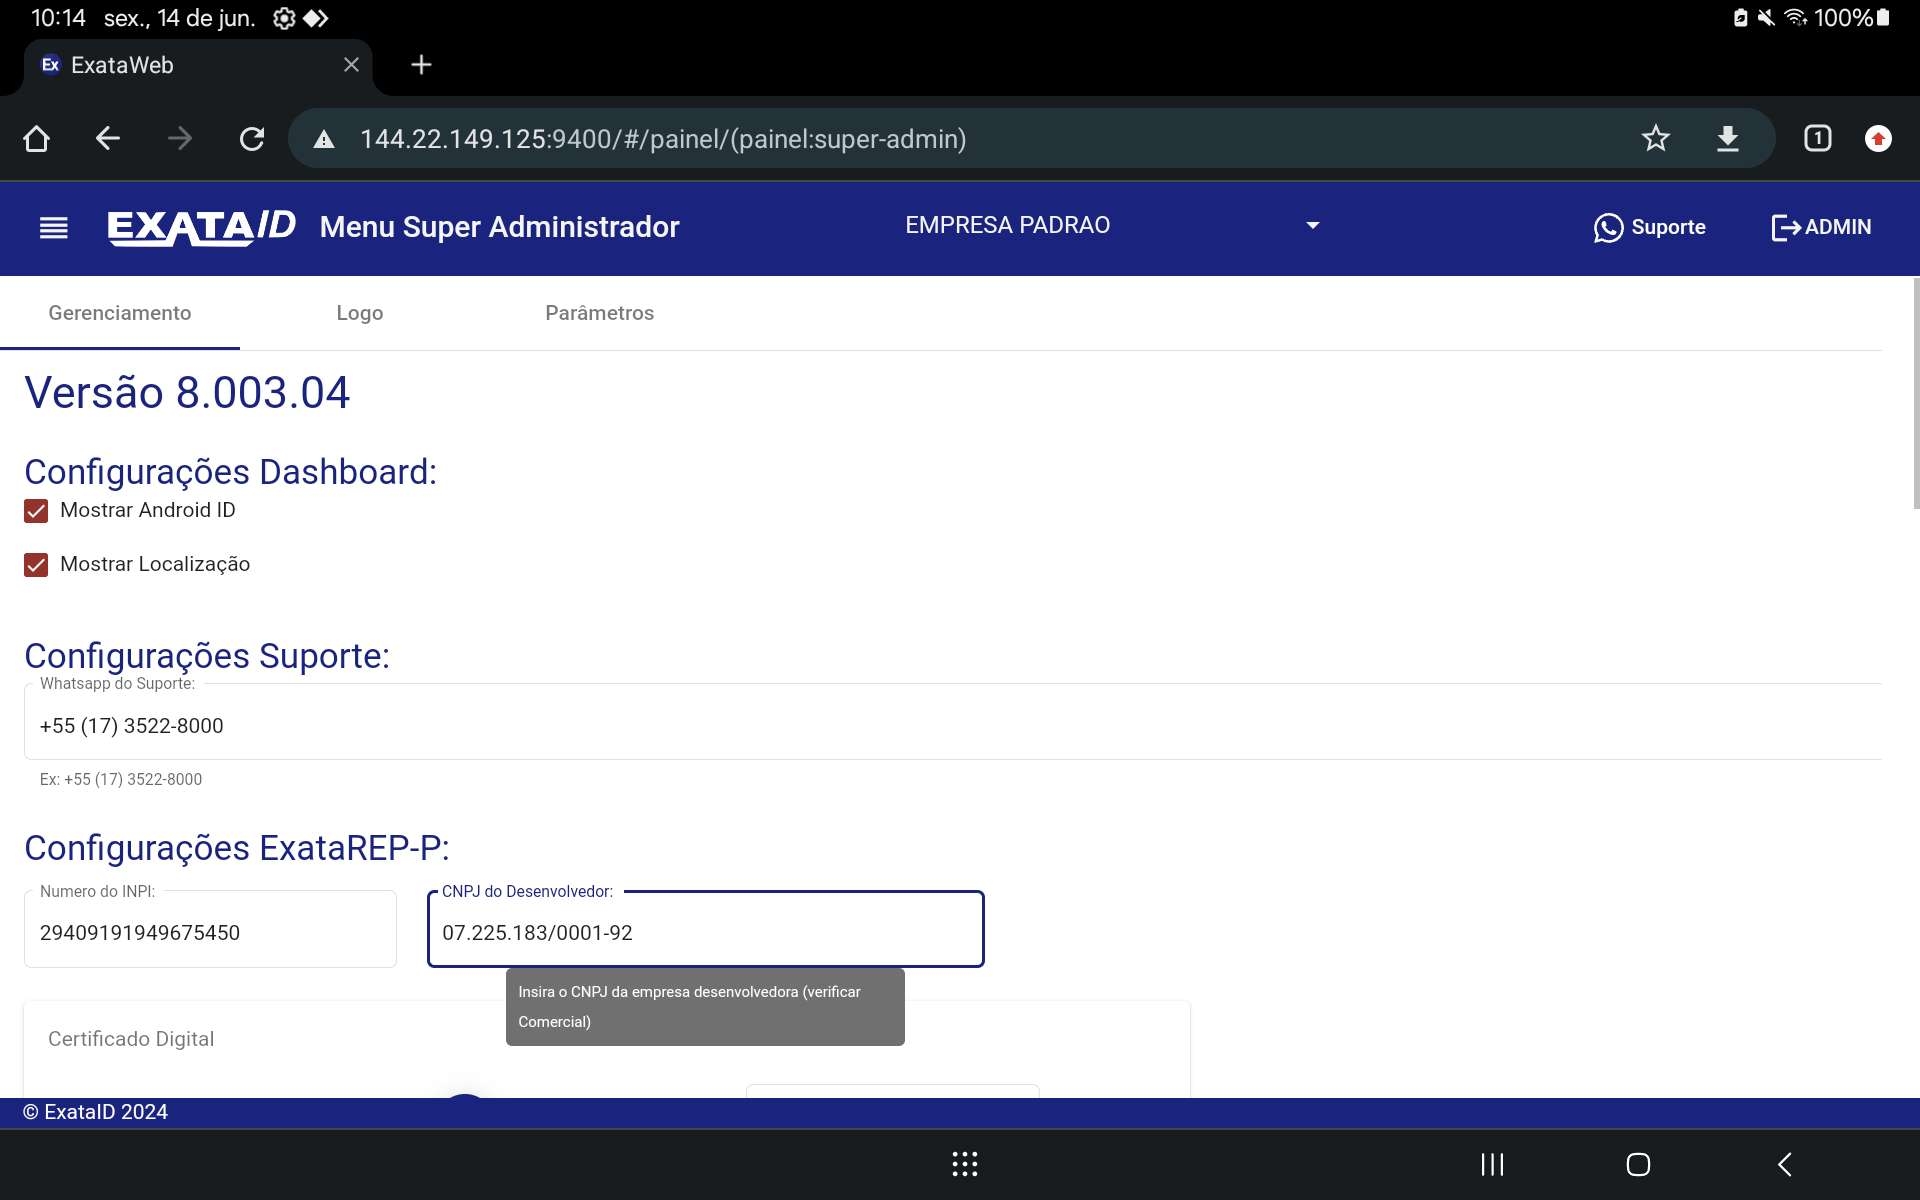 10:14 sex., 14 de jun.
100%
Ex ExataWeb
144.22.149.125:9400/#/painel/(painel:super-admin)
1
EXATAID Menu Super Administrador
EMPRESA PADRAO
Suporte
ADMIN
Gerenciamento
Logo
Parâmetros
Versão 8.003.04
Configurações Dashboard:
Mostrar Android ID
Mostrar Localização
Configurações Suporte:
Whatsapp do Suporte:
+55 (17) 3522-8000
Ex: +55 (17) 3522-8000
Configurações ExataREP-P:
Numero do INPI:
29409191949675450
CNPJ do Desenvolvedor:
07.225.183/0001-92
Insira o CNPJ da empresa desenvolvedora (verificar
Comercial)
Certificado Digital
© ExataID 2024